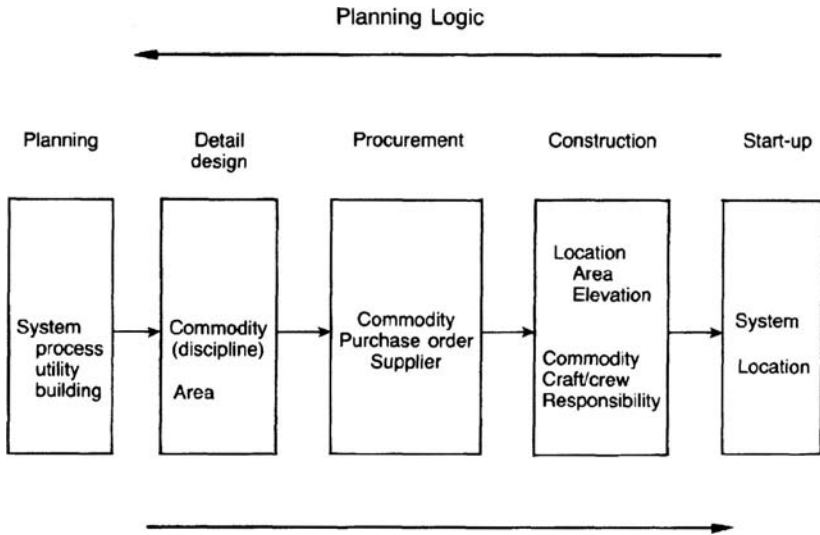 Planning Logic
Planning
Detail
design
Procurement
Construction
Start-up
System
process
utility
building
Commodity
(discipline)
Area
Commodity
Purchase order
Supplier
Location
Area
Elevation
Commodity
Craft/crew
Responsibility
System
Location